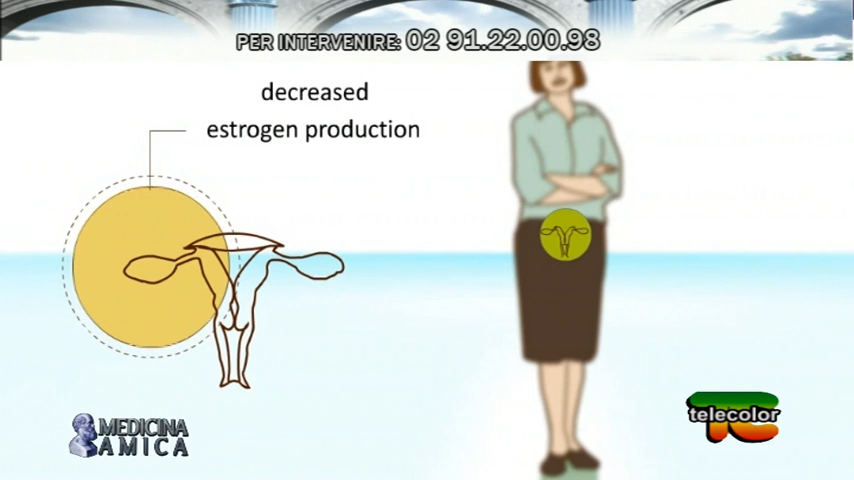 PER INTERVENIRE: 02 91.22.00.98
decreased
estrogen production
MEDICINA
AMICA
telecolor